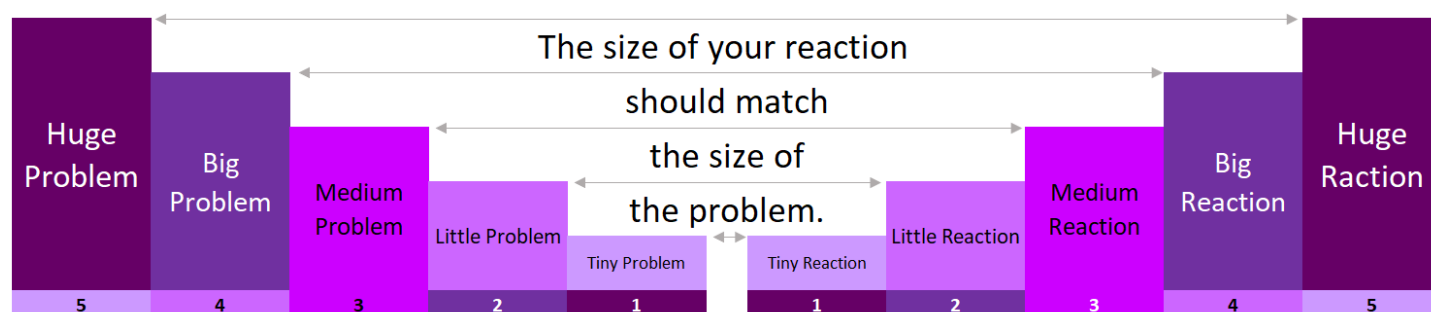 The size of your reaction
should match
the size of
the problem.
Huge
Problem
Big
Problem
Medium
Problem
Little Problem
Tiny Problem
Tiny Reaction
Little Reaction
Medium
Reaction
Big
Reaction
Huge
Raction
5 4 3 2 1 1 2 3 4 5